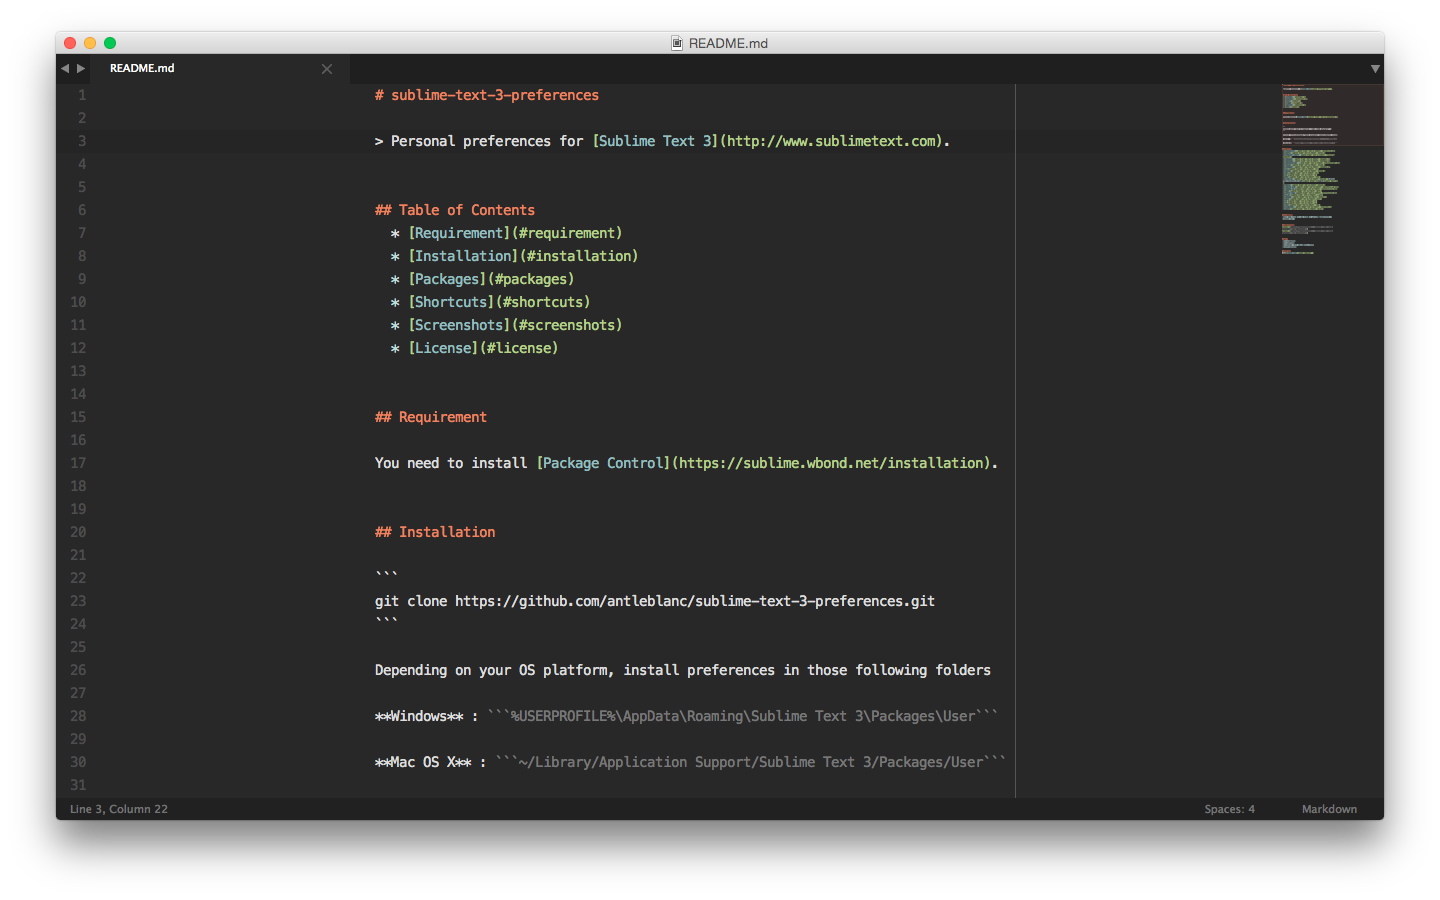 README.md
README.md
1 # sublime-text-3-preferences
2
3 > Personal preferences for [Sublime Text 3](http://www.sublimetext.com).
4
5
6 ## Table of Contents
7 * [Requirement](#requirement)
8 * [Installation](#installation)
9 * [Packages](#packages)
10 * [Shortcuts](#shortcuts)
11 * [Screenshots](#screenshots)
12 * [License](#license)
13
14
15 ## Requirement
16
17 You need to install [Package Control](https://sublime.wbond.net/installation).
18
19
20 ## Installation
21
22 ```
23 git clone https://github.com/antleblanc/sublime-text-3-preferences.git
24 ```
25
26 Depending on your OS platform, install preferences in those following folders
27
28 **Windows** : ```%USERPROFILE%\AppData\Roaming\Sublime Text 3\Packages\User```
29
30 **Mac OS X** : ```~/Library/Application Support/Sublime Text 3/Packages/User```
31
Line 3, Column 22
Spaces: 4
Markdown